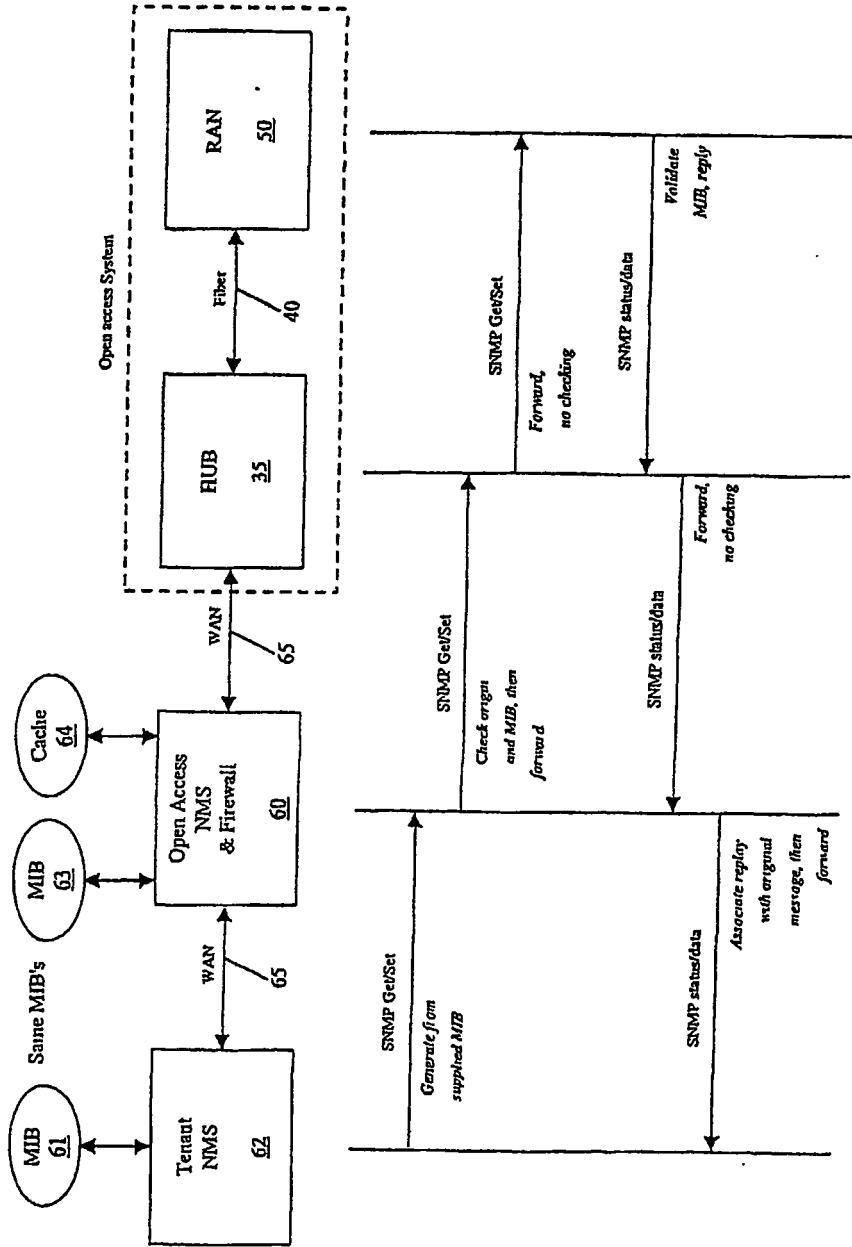 MIB
61
Same MIB's
MIB
63
Cache
64
Open access System
Tenant
NMS
62
WAN
65
Open Access
NMS
& Firewall
60
WAN
65
HUB
35
Fiber
40
RAN
50
SNMP Get/Set
Generate from
supplied MIB
SNMP Get/Set
Check origin
and MIB, then
forward
SNMP Get/Set
Forward,
no checking
SNMP status/data
Validate
MIB, reply
SNMP status/data
Forward,
no checking
SNMP status/data
Associate replay
with original
message, then
forward